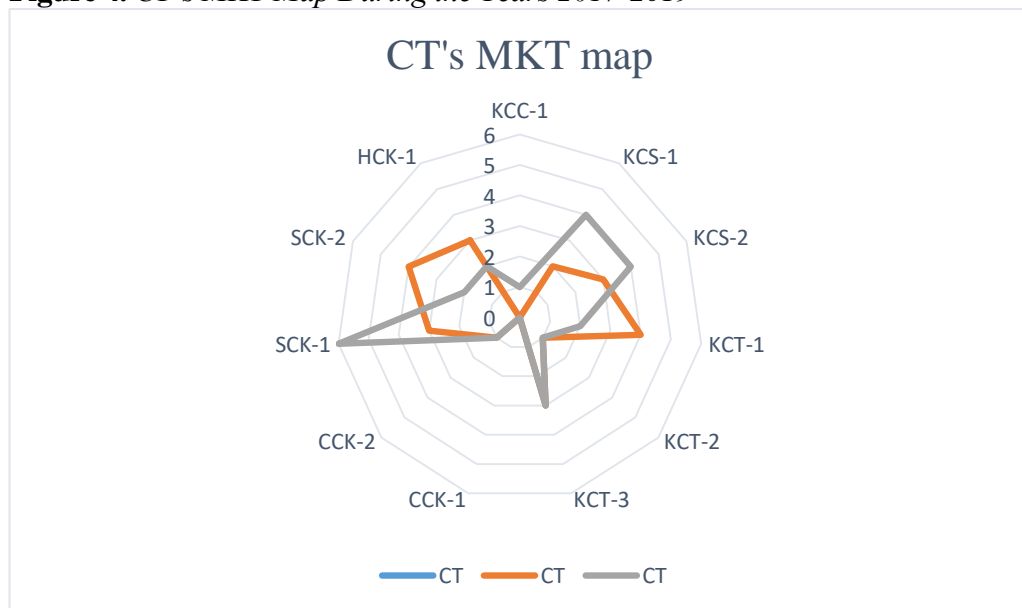 Figure 4. CT's MKT Map During the Years 2017-2019
CT's MKT map
KCC-1
KCS-1
KCS-2
KCT-1
KCT-2
KCT-3
CCK-1
CCK-2
SCK-1
SCK-2
HCK-1
6
5
4
3
2
1
0
CT CT CT